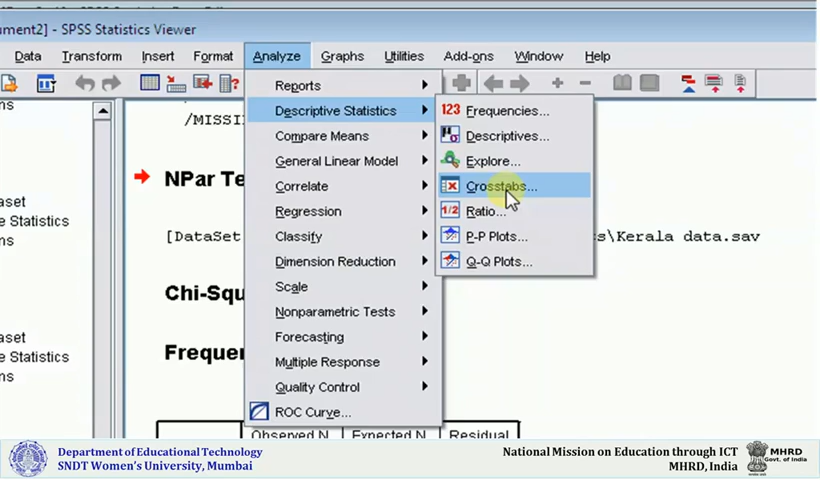 ument2] - SPSS Statistics Viewer
Data Transform Insert Format Analyze Graphs Utilities Add-ons Window Help
ns
aset
e Statistics
ns
aset
e Statistics
ns
/MISSI
NPar Te
[DataSet
s\Kerala data.sav
Chi-Squ
Frequen
Observed N Expected N Residual
Reports
Descriptive Statistics
Compare Means
General Linear Model
Correlate
Regression
Classify
Dimension Reduction
Scale
Nonparametric Tests
Forecasting
Multiple Response
Quality Control
ROC Curve...
123 Frequencies...
Descriptives...
Explore...
Crosstabs...
1/2 Ratio...
P-P Plots...
Q-Q Plots...
Department of Educational Technology
SNDT Women's University, Mumbai
National Mission on Education through ICT
MHRD, India
MHRD
Govt. of India